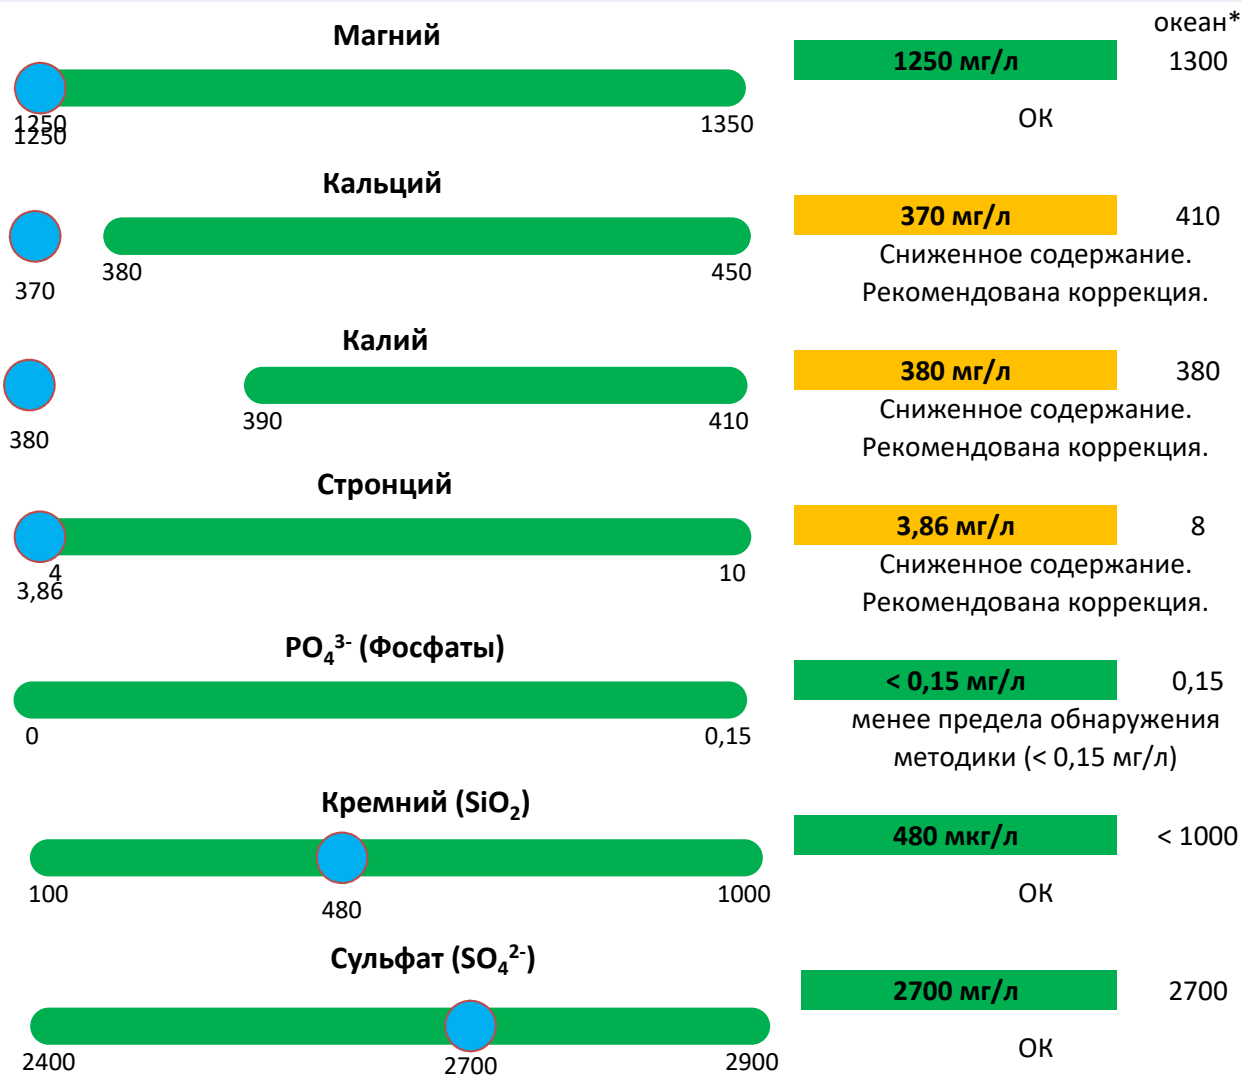 океан*
Магний
1250 мг/л
1300
1250
1250
1350
ОК
Кальций
370 мг/л
410
380
450
370
Сниженное содержание.
Рекомендована коррекция.
Калий
380 мг/л
380
390
410
380
Сниженное содержание.
Рекомендована коррекция.
Стронций
3,86 мг/л
8
4
10
3,86
Сниженное содержание.
Рекомендована коррекция.
PO₄³⁻ (Фосфаты)
< 0,15 мг/л
0,15
0
0,15
менее предела обнаружения
методики (< 0,15 мг/л)
Кремний (SiO₂)
480 мкг/л
< 1000
100
480
1000
ОК
Сульфат (SO₄²⁻)
2700 мг/л
2700
2400
2700
2900
ОК